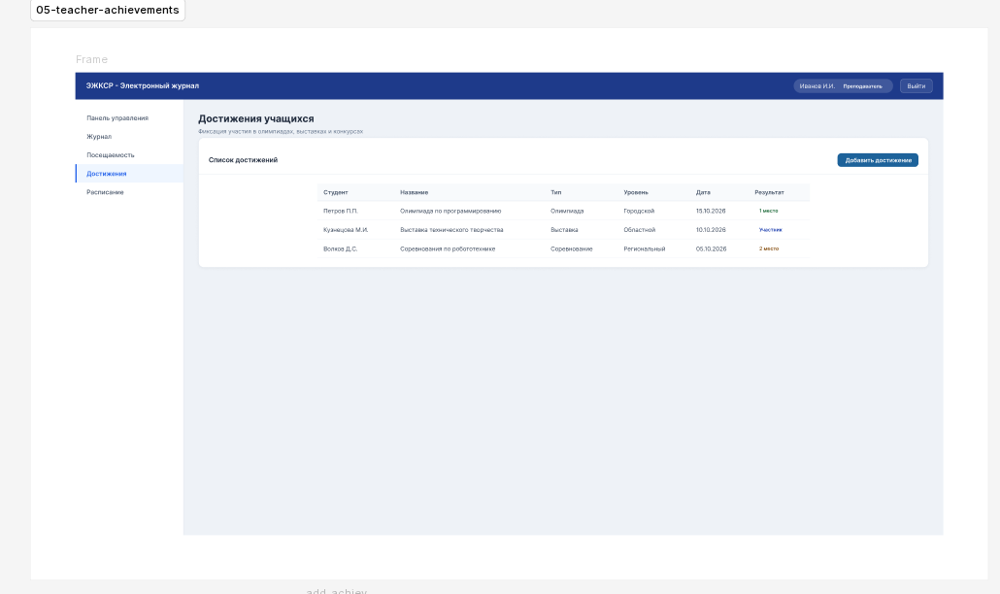 05-teacher-achievements
Frame
ЭЖКСР - Электронный журнал
Иванов И.И. Преподаватель Выйти
Панель управления
Журнал
Посещаемость
Достижения
Расписание
Достижения учащихся
Фиксация участия в олимпиадах, выставках и конкурсах
Список достижений
Добавить достижение
Студент Название Тип Уровень Дата Результат
Петров П.П. Олимпиада по программированию Олимпиада Городской 15.10.2026 1 место
Кузнецова М.И. Выставка технического творчества Выставка Областной 10.10.2026 Участник
Волков Д.С. Соревнования по робототехнике Соревнование Региональный 05.10.2026 2 место
add_achiev